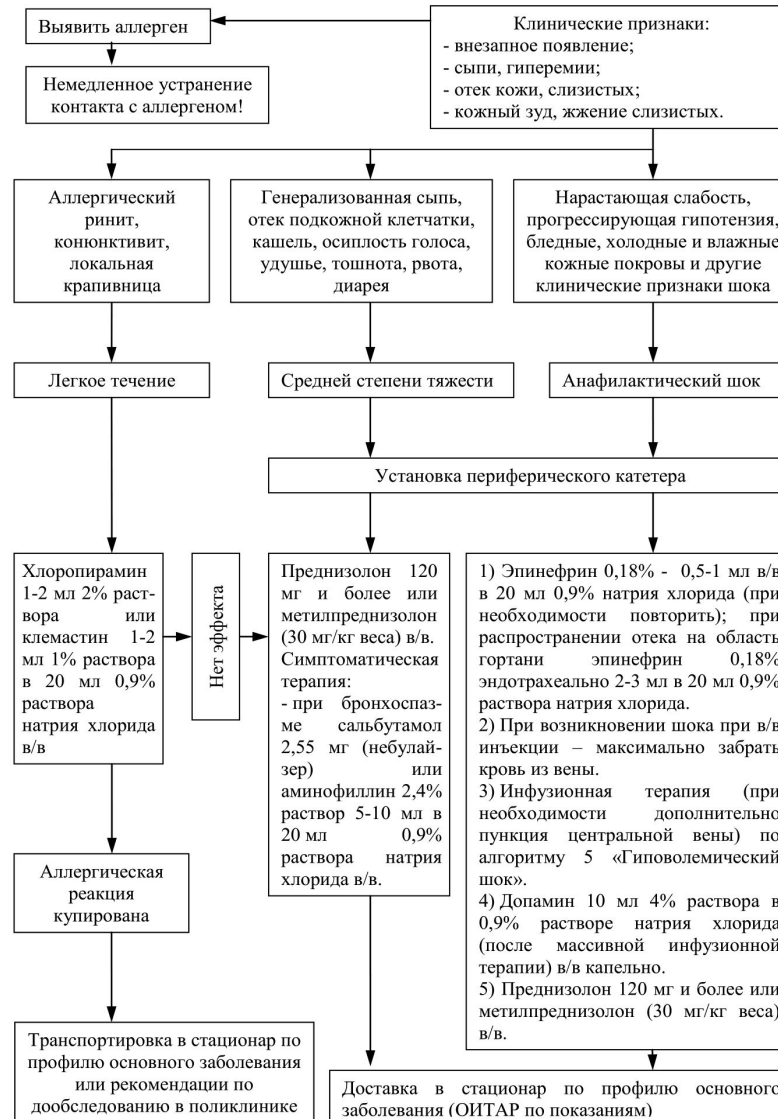 Выявить аллерген
Немедленное устранение
контакта с аллергеном!
Клинические признаки:
- внезапное появление;
- сыпи, гиперемии;
- отек кожи, слизистых;
- кожный зуд, жжение слизистых.
Аллергический
ринит,
конюнктивит,
локальная
крапивница
Генерализованная сыпь,
отек подкожной клетчатки,
кашель, осиплость голоса,
удушье, тошнота, рвота,
диарея
Нарастающая слабость,
прогрессирующая гипотензия,
бледные, холодные и влажные
кожные покровы и другие
клинические признаки шока
Легкое течение
Средней степени тяжести
Анафилактический шок
Установка периферического катетера
Хлоропирамин
1-2 мл 2% раст-
вора или
клемастин 1-2
мл 1% раствора
в 20 мл 0,9%
раствора
натрия хлорида
в/в
Нет эффекта
Преднизолон 120
мг и более или
метилпреднизолон
(30 мг/кг веса) в/в.
Симптоматическая
терапия:
- при бронхоспаз-
ме сальбутамол
2,55 мг (небулай-
зер) или
аминофиллин 2,4%
раствор 5-10 мл в
20 мл 0,9%
раствора натрия
хлорида в/в.
1) Эпинефрин 0,18% - 0,5-1 мл в/в
в 20 мл 0,9% натрия хлорида (при
необходимости повторить); при
распространении отека на область
гортани эпинефрин 0,18%
эндотрахеально 2-3 мл в 20 мл 0,9%
раствора натрия хлорида.
2) При возникновении шока при в/в
инъекции – максимально забрать
кровь из вены.
3) Инфузионная терапия (при
необходимости дополнительно
пункция центральной вены) по
алгоритму 5 «Гиповолемический
шок».
4) Допамин 10 мл 4% раствора в
0,9% растворе натрия хлорида
(после массивной инфузионной
терапии) в/в капельно.
5) Преднизолон 120 мг и более или
метилпреднизолон (30 мг/кг веса)
в/в.
Аллергическая
реакция
купирована
Транспортировка в стационар по
профилю основного заболевания
или рекомендации по
дообследованию в поликлинике
Доставка в стационар по профилю основного
заболевания (ОИТАР по показаниям)